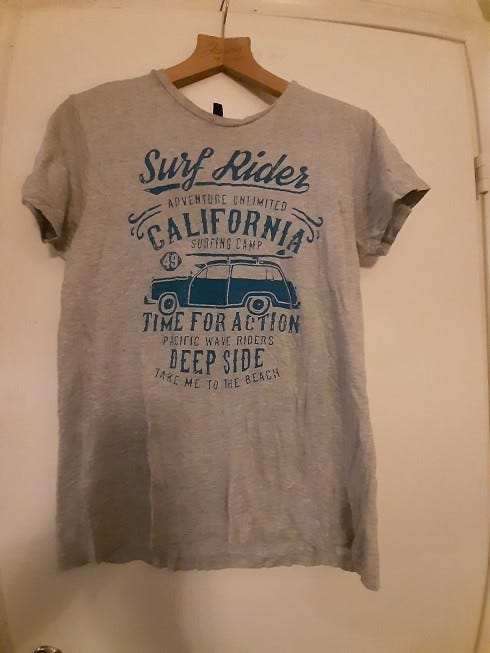 Surf Rider
ADVENTURE UNLIMITED
CALIFORNIA
SURFING CAMP
49
TIME FOR ACTION
PACIFIC WAVE RIDERS
DEEP SIDE
TAKE ME TO THE BEACH